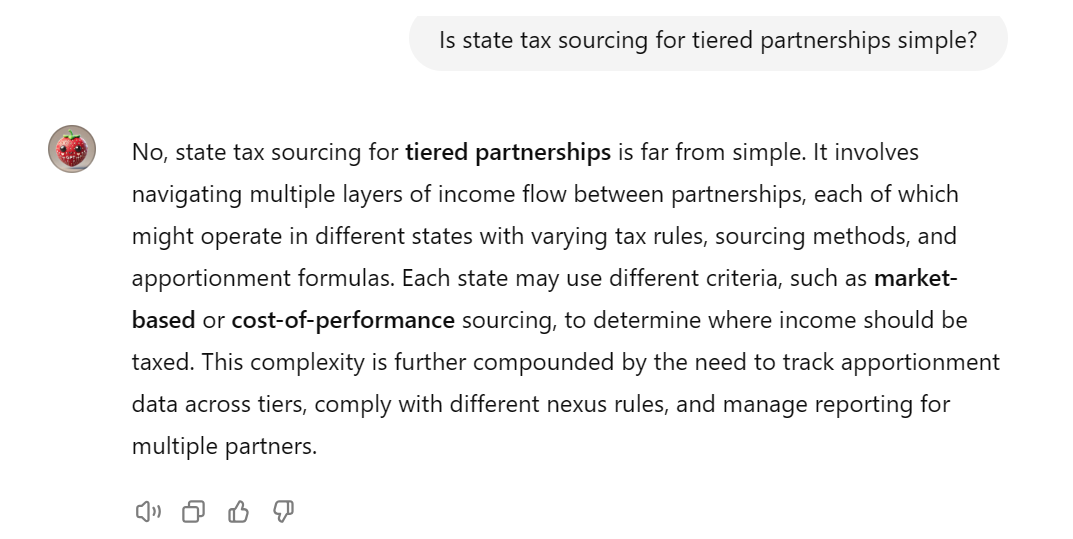 Is state tax sourcing for tiered partnerships simple?
No, state tax sourcing for tiered partnerships is far from simple. It involves
navigating multiple layers of income flow between partnerships, each of which
might operate in different states with varying tax rules, sourcing methods, and
apportionment formulas. Each state may use different criteria, such as market-
based or cost-of-performance sourcing, to determine where income should be
taxed. This complexity is further compounded by the need to track apportionment
data across tiers, comply with different nexus rules, and manage reporting for
multiple partners.